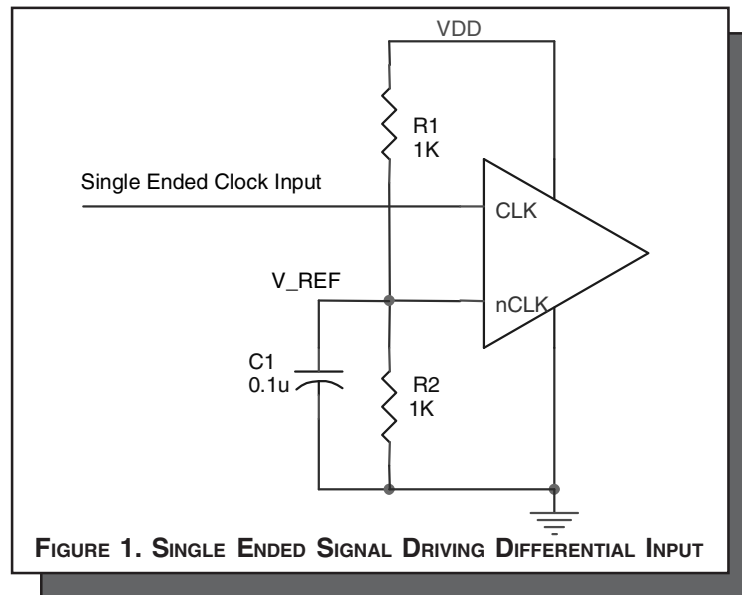 VDD
R1
1K
Single Ended Clock Input
CLK
V_REF
nCLK
C1
0.1u
R2
1K
FIGURE 1. SINGLE ENDED SIGNAL DRIVING DIFFERENTIAL INPUT